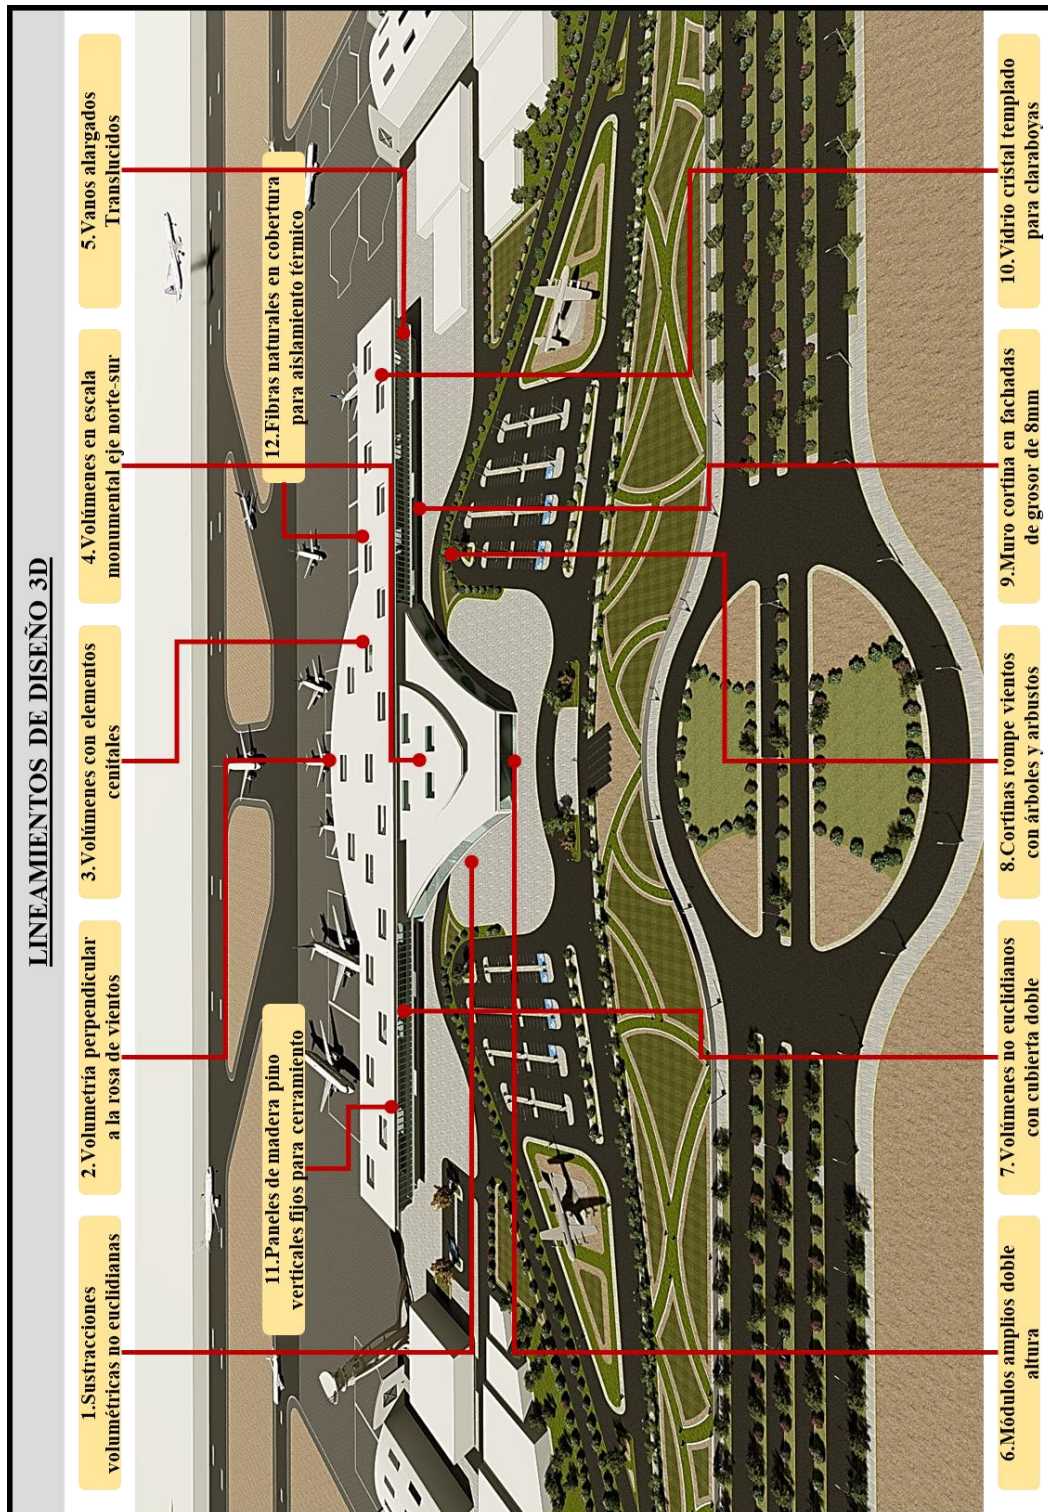 LINEAMIENTOS DE DISEÑO 3D
1.Sustracciones
volumétricas no euclidianas
2.Volumetría perpendicular
a la rosa de vientos
3.Volúmenes con elementos
cenitales
4.Volúmenes en escala
monumental eje norte-sur
5.Vanos alargados
Translucidos
11.Paneles de madera pino
verticales fijos para cerramiento
12.Fibras naturales en cobertura
para aislamiento térmico
6.Módulos amplios doble
altura
7.Volúmenes no euclidianos
con cubierta doble
8.Cortinas rompe vientos
con árboles y arbustos
9.Muro cortina en fachadas
de grosor de 8mm
10.Vidrio cristal templado
para claraboyas